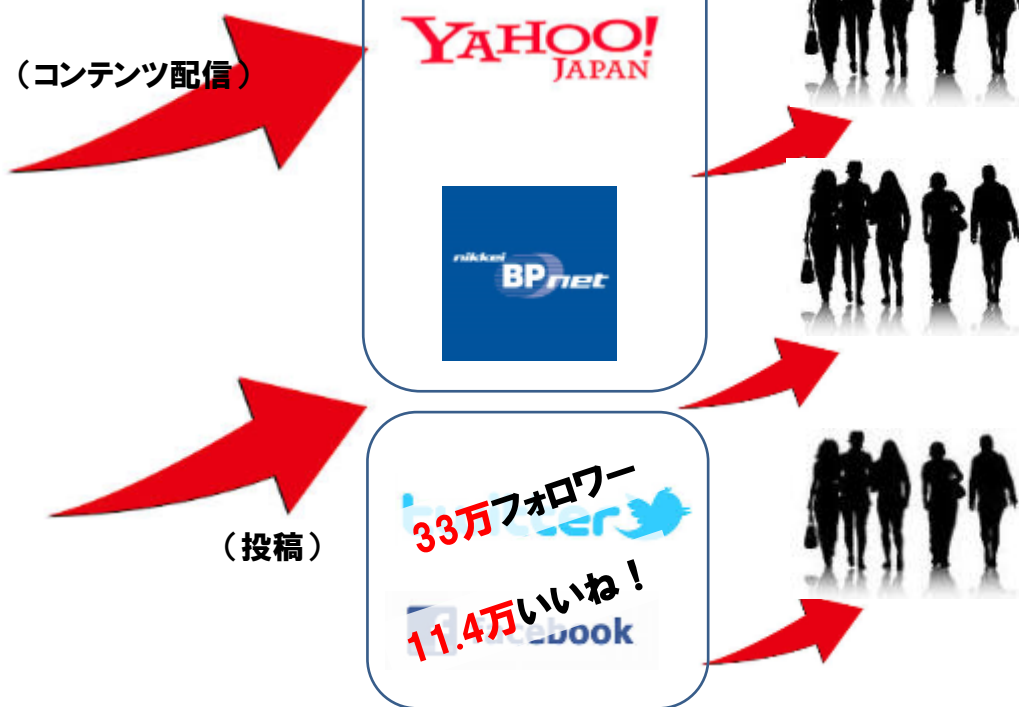 YAHOO!
JAPAN
（コンテンツ配信）
nikkei
BPnet
33万フォロワー
twitter
（投稿）
11.4万いいね！
facebook